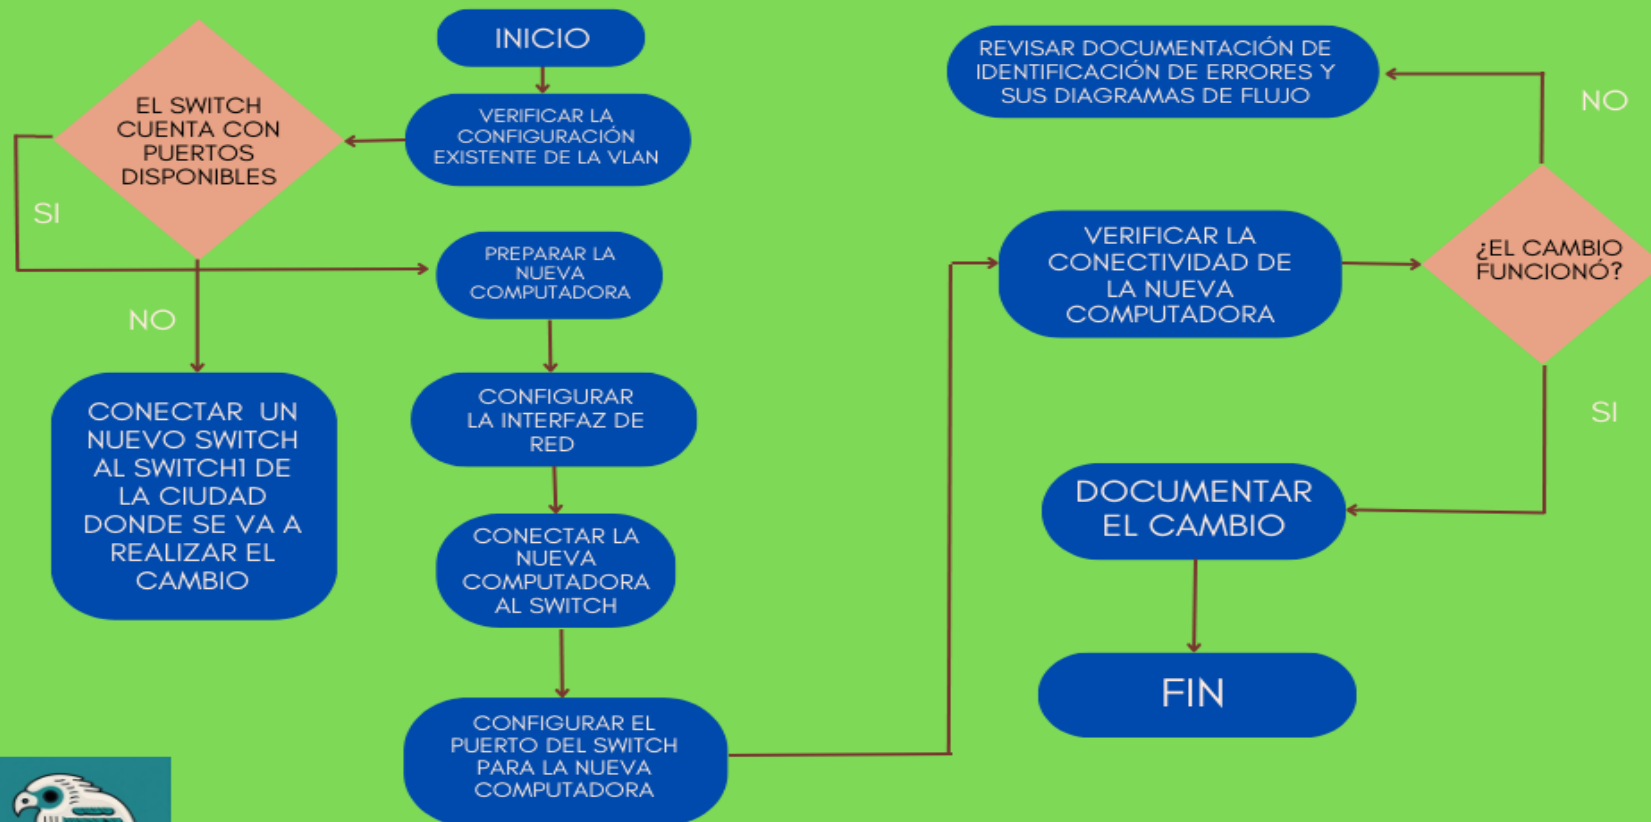 INICIO
VERIFICAR LA
CONFIGURACIÓN
EXISTENTE DE LA VLAN
EL SWITCH
CUENTA CON
PUERTOS
DISPONIBLES
SI
NO
CONECTAR UN
NUEVO SWITCH
AL SWITCH1 DE
LA CIUDAD
DONDE SE VA A
REALIZAR EL
CAMBIO
PREPARAR LA
NUEVA
COMPUTADORA
CONFIGURAR
LA INTERFAZ DE
RED
CONECTAR LA
NUEVA
COMPUTADORA
AL SWITCH
CONFIGURAR EL
PUERTO DEL SWITCH
PARA LA NUEVA
COMPUTADORA
VERIFICAR LA
CONECTIVIDAD DE
LA NUEVA
COMPUTADORA
¿EL CAMBIO
FUNCIONÓ?
NO
REVISAR DOCUMENTACIÓN DE
IDENTIFICACIÓN DE ERRORES Y
SUS DIAGRAMAS DE FLUJO
SI
DOCUMENTAR
EL CAMBIO
FIN